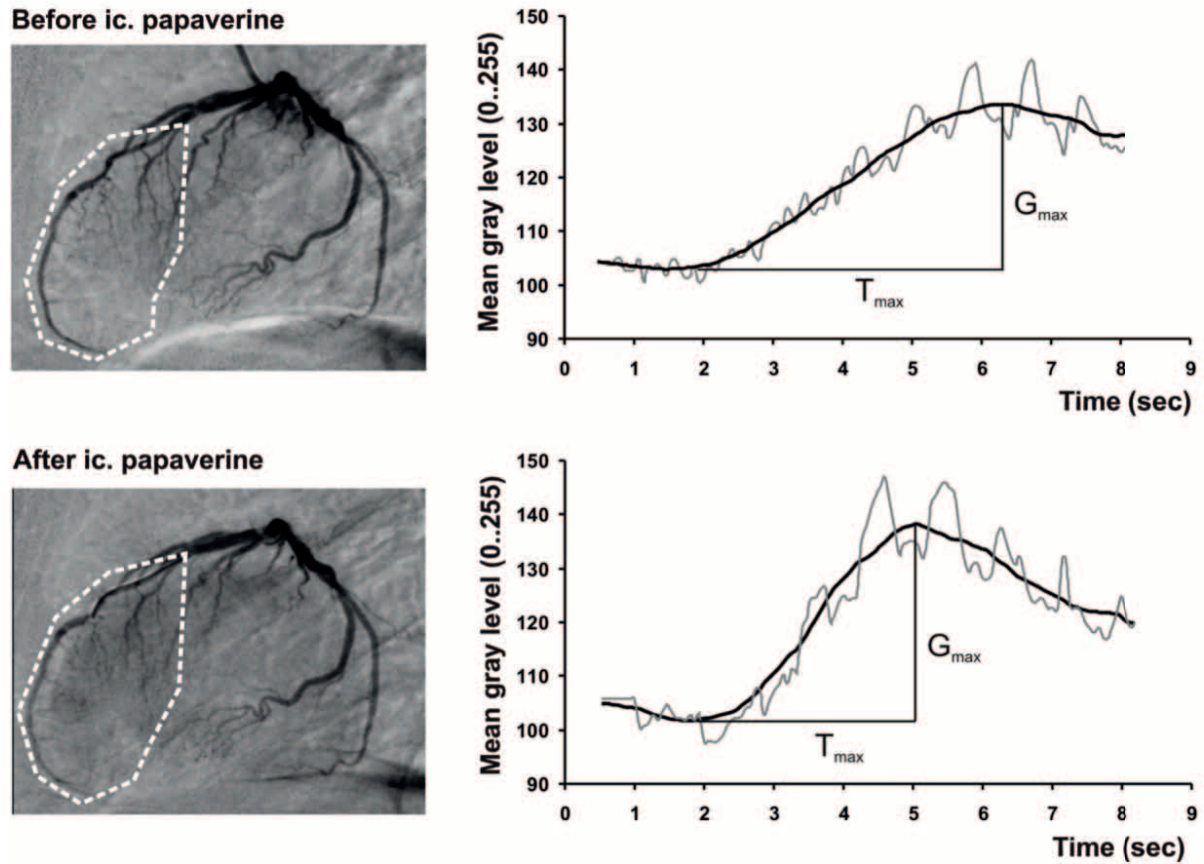 Before ic. papaverine
Mean gray level (0..255)
150
140
130
120
110
100
90
Gmax
Tmax
0 1 2 3 4 5 6 7 8 9
Time (sec)
After ic. papaverine
Mean gray level (0..255)
150
140
130
120
110
100
90
Gmax
Tmax
0 1 2 3 4 5 6 7 8 9
Time (sec)